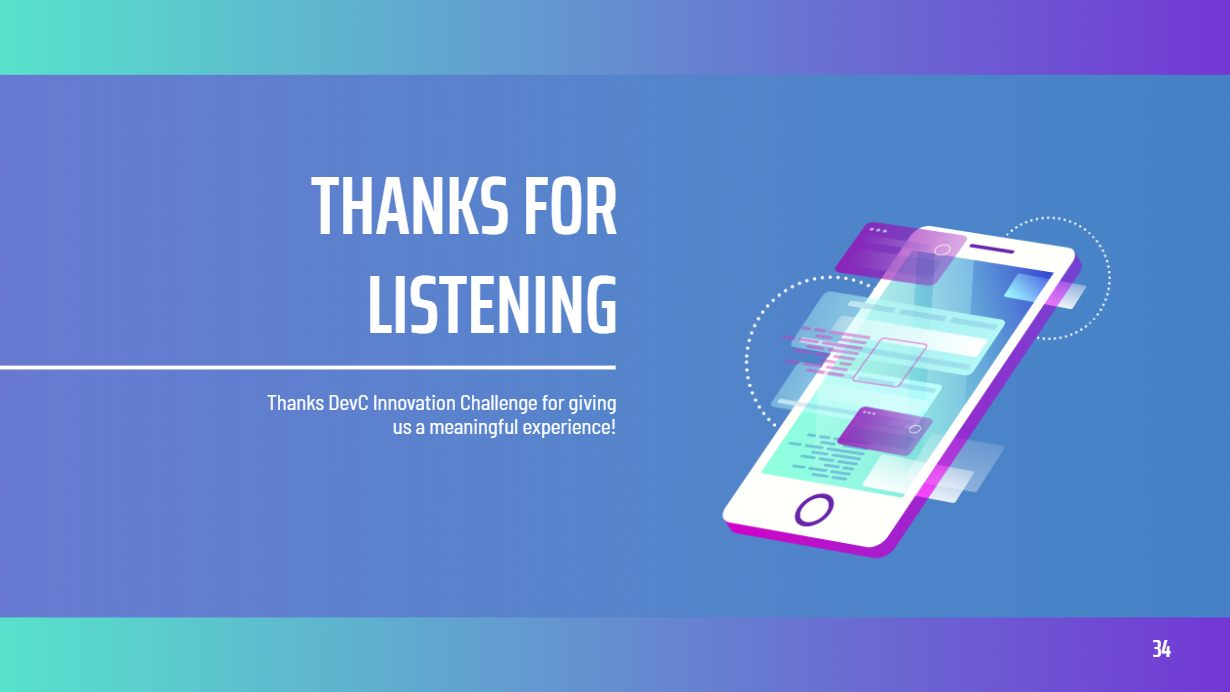 THANKS FOR
LISTENING
Thanks DevC Innovation Challenge for giving
us a meaningful experience!
34